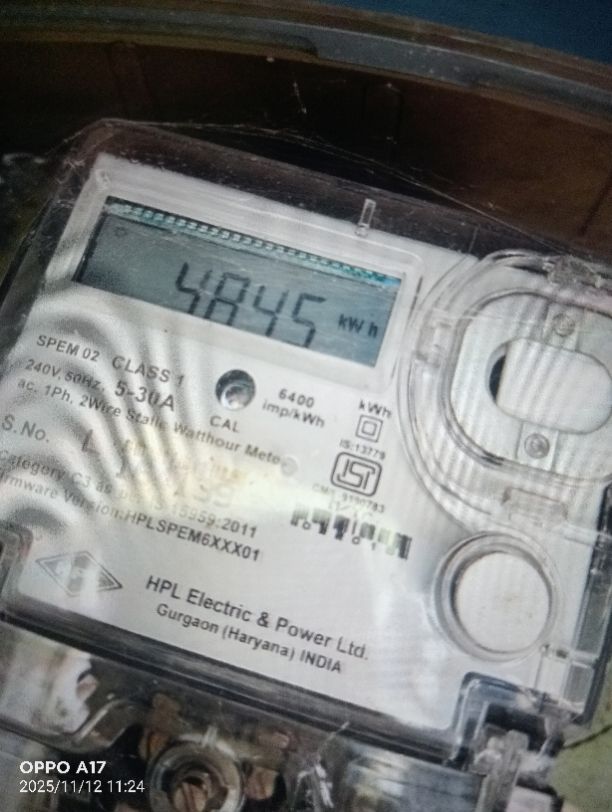 4845 kWh
SPEM 02 CLASS 1
240V, 50Hz, 5-30A
ac, 1Ph, 2Wire Static Watthour Meter
CAL
6400
imp/kWh
kWh
IS:13779
ISI
S.No.
Category C3 as 15959:2011
Firmware Version:HPLSPEM6XXX01
HPL Electric & Power Ltd.
Gurgaon (Haryana) INDIA
OPPO A17
2025/11/12 11:24